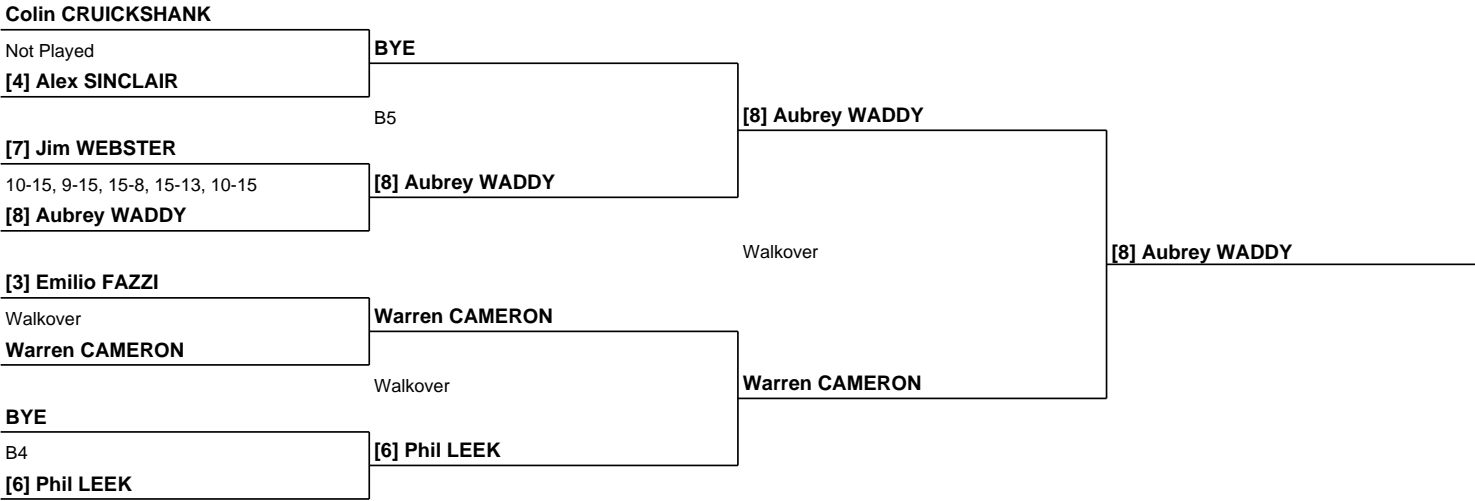 Colin CRUICKSHANK
Not Played
BYE
[4] Alex SINCLAIR
B5
[8] Aubrey WADDY
[7] Jim WEBSTER
10-15, 9-15, 15-8, 15-13, 10-15
[8] Aubrey WADDY
[8] Aubrey WADDY
Walkover
[8] Aubrey WADDY
[3] Emilio FAZZI
Walkover
Warren CAMERON
Warren CAMERON
Walkover
Warren CAMERON
BYE
B4
[6] Phil LEEK
[6] Phil LEEK